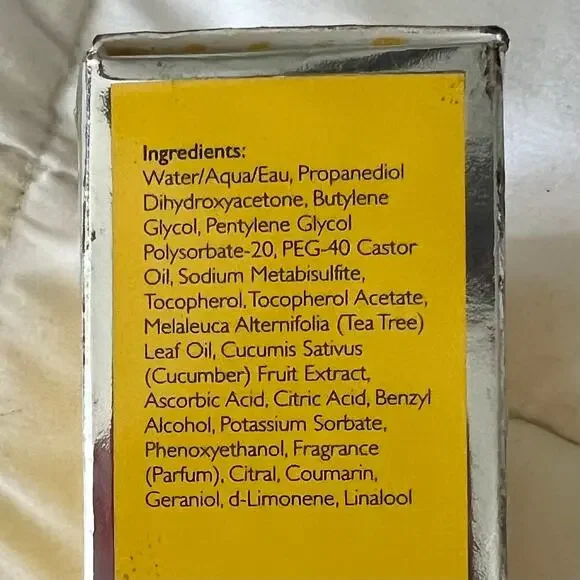 Ingredients:
Water/Aqua/Eau, Propanediol
Dihydroxyacetone, Butylene
Glycol, Pentylene Glycol
Polysorbate-20, PEG-40 Castor
Oil, Sodium Metabisulfite,
Tocopherol, Tocopherol Acetate,
Melaleuca Alternifolia (Tea Tree)
Leaf Oil, Cucumis Sativus
(Cucumber) Fruit Extract,
Ascorbic Acid, Citric Acid, Benzyl
Alcohol, Potassium Sorbate,
Phenoxyethanol, Fragrance
(Parfum), Citral, Coumarin,
Geraniol, d-Limonene, Linalool